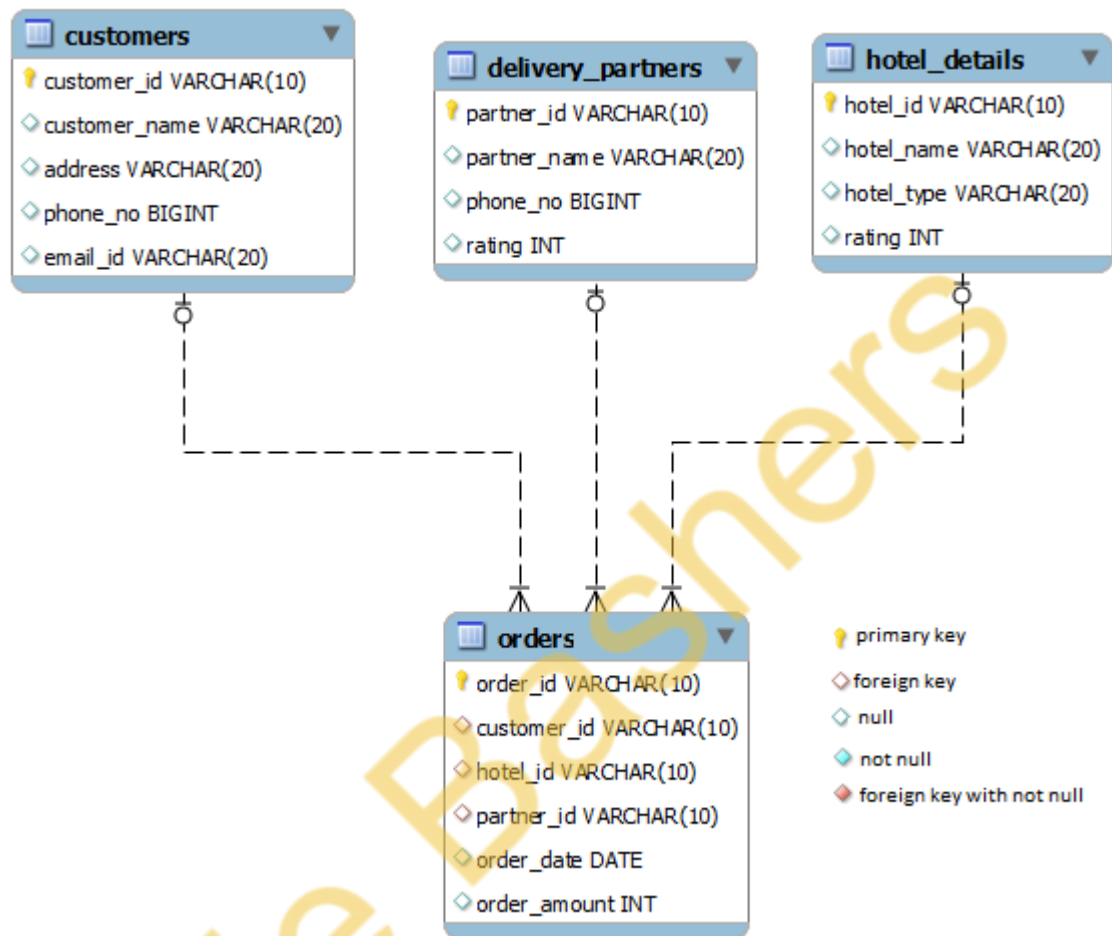 customers
customer_id VARCHAR(10)
customer_name VARCHAR(20)
address VARCHAR(20)
phone_no BIGINT
email_id VARCHAR(20)
delivery_partners
partner_id VARCHAR(10)
partner_name VARCHAR(20)
phone_no BIGINT
rating INT
hotel_details
hotel_id VARCHAR(10)
hotel_name VARCHAR(20)
hotel_type VARCHAR(20)
rating INT
orders
order_id VARCHAR(10)
customer_id VARCHAR(10)
hotel_id VARCHAR(10)
partner_id VARCHAR(10)
order_date DATE
order_amount INT
primary key
foreign key
null
not null
foreign key with not null
Bashers